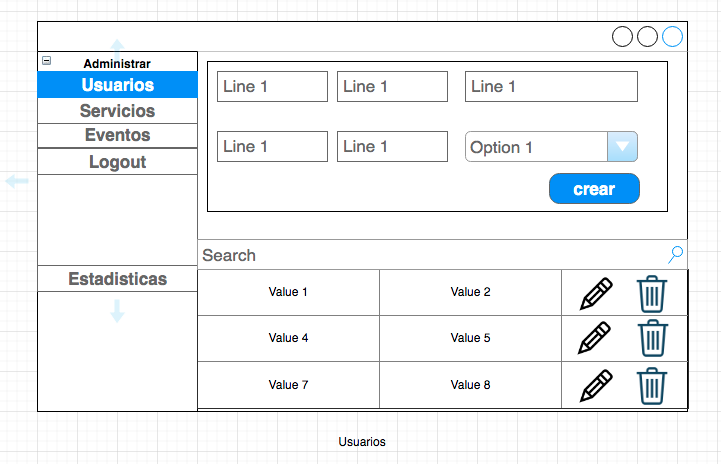 Administrar
Usuarios
Servicios
Eventos
Logout
Estadisticas
Line 1 Line 1 Line 1
Line 1 Line 1 Option 1
crear
Search
Value 1 Value 2
Value 4 Value 5
Value 7 Value 8
Usuarios